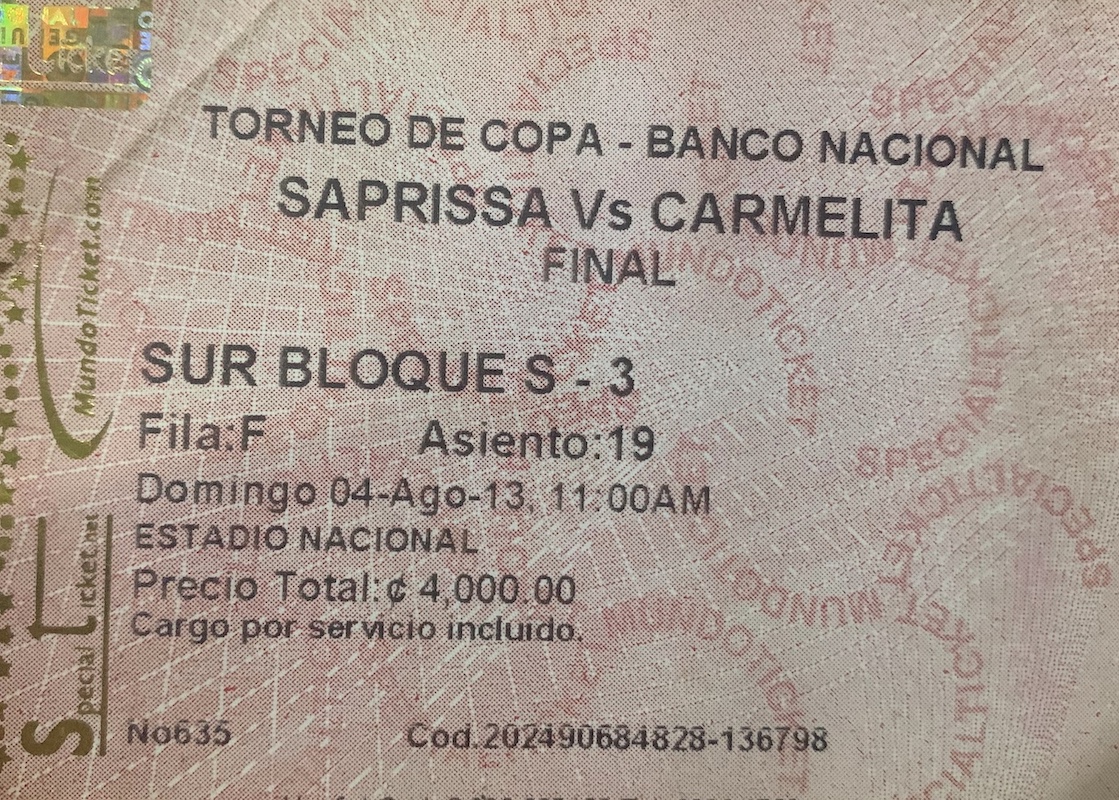 TORNEO DE COPA - BANCO NACIONAL
SAPRISSA Vs CARMELITA
FINAL
SUR BLOQUE S - 3
Fila:F Asiento:19
Domingo 04-Ago-13, 11:00AM
ESTADIO NACIONAL
Precio Total:¢ 4,000.00
Cargo por servicio incluido.
No635 Cod.202490684828-136798
MundoTicket.com
Special Ticket.net